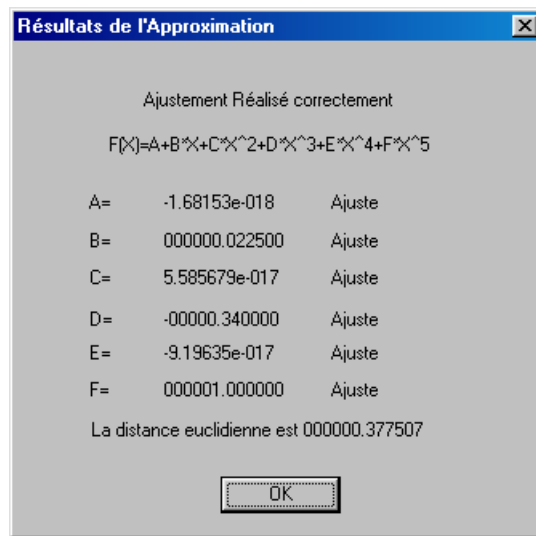 Résultats de l'Approximation
Ajustement Réalisé correctement
F(X)=A+B*X+C*X^2+D*X^3+E*X^4+F*X^5
A= -1.68153e-018 Ajuste
B= 000000.022500 Ajuste
C= 5.585679e-017 Ajuste
D= -00000.340000 Ajuste
E= -9.19635e-017 Ajuste
F= 000001.000000 Ajuste
La distance euclidienne est 000000.377507
OK